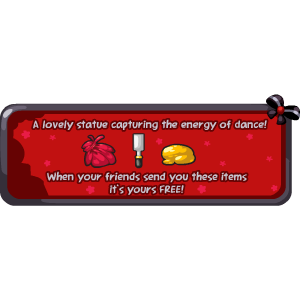 A lovely statue capturing the energy of dance!
When your friends send you these items
it's yours FREE!